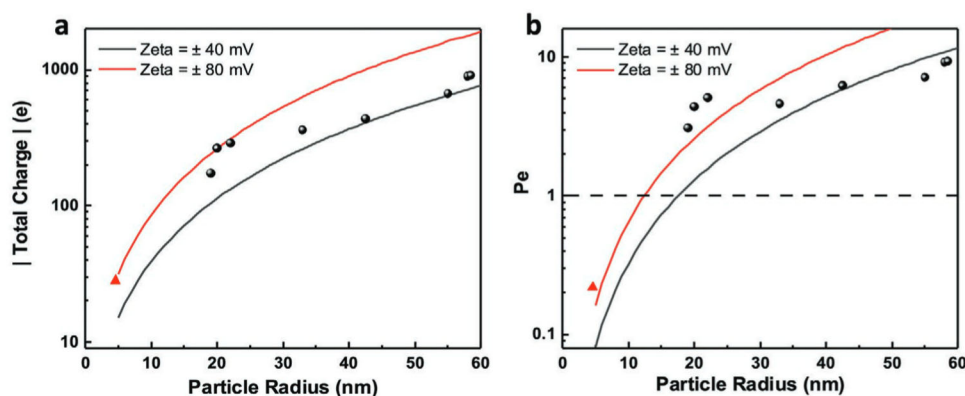 a
Zeta = ± 40 mV
Zeta = ± 80 mV
1000
100
10
| Total Charge | (e)
0 10 20 30 40 50 60
Particle Radius (nm)
b
Zeta = ± 40 mV
Zeta = ± 80 mV
10
1
0.1
Pe
0 10 20 30 40 50 60
Particle Radius (nm)